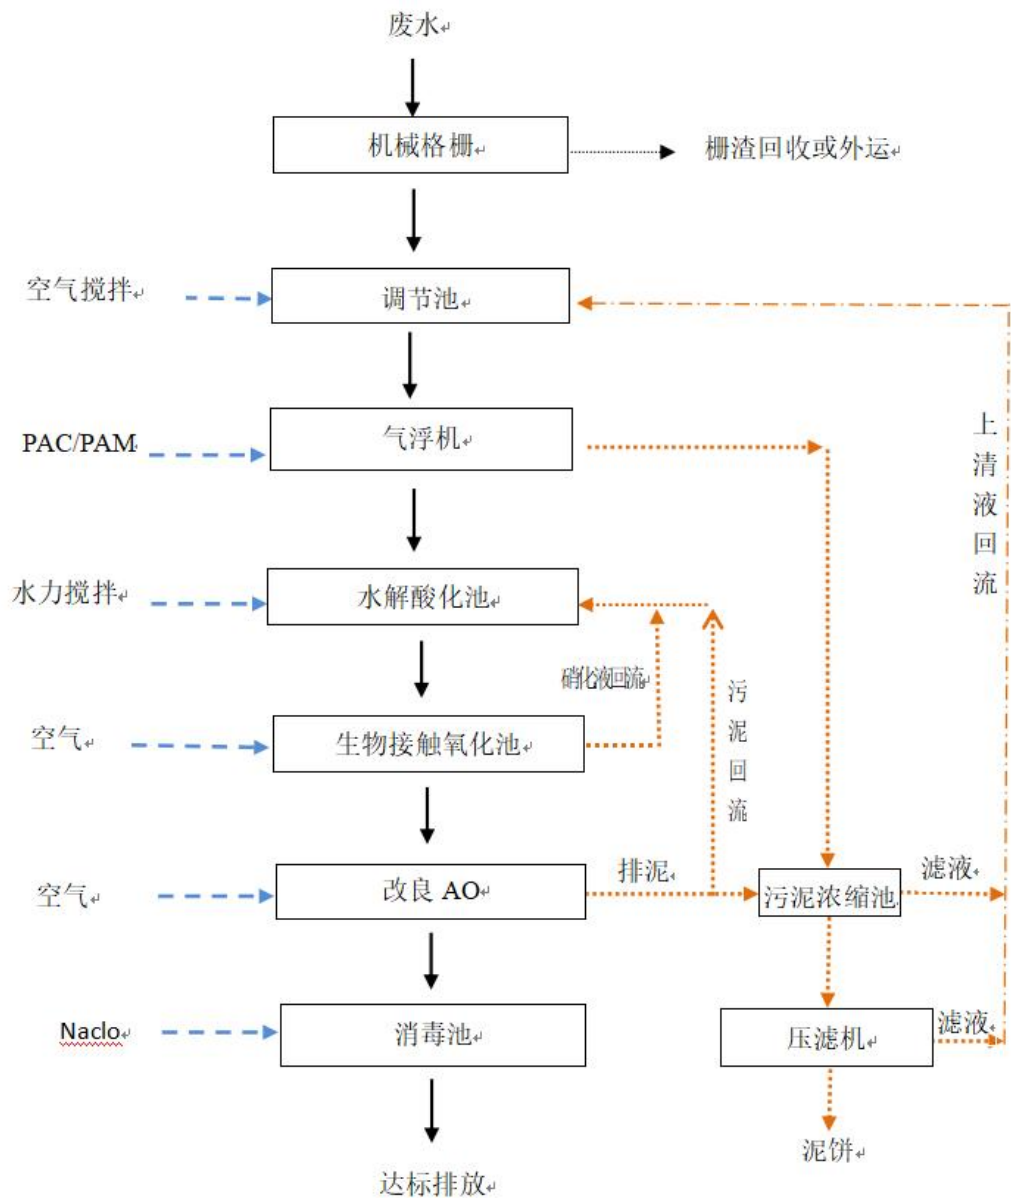 废水
机械格栅
栅渣回收或外运
空气搅拌
调节池
PAC/PAM
气浮机
上清液回流
水力搅拌
水解酸化池
硝化液回流
污泥回流
空气
生物接触氧化池
空气
改良 AO
排泥
污泥浓缩池
滤液
Naclo
消毒池
压滤机
滤液
泥饼
达标排放